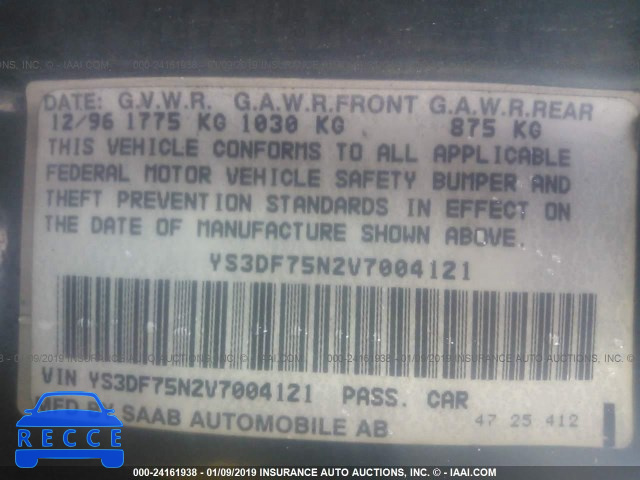 DATE: G.V.W.R. G.A.W.R.FRONT G.A.W.R.REAR
12/96 1775 KG 1030 KG 875 KG
THIS VEHICLE CONFORMS TO ALL APPLICABLE
FEDERAL MOTOR VEHICLE SAFETY BUMPER AND
THEFT PREVENTION STANDARDS IN EFFECT ON
THE DATE OF MANUFACTURE SHOWN ABOVE.
YS3DF75N2V7004121
VIN YS3DF75N2V7004121 PASS. CAR
MFD BY SAAB AUTOMOBILE AB 47 25 412
RECCE
000-24161938 - 01/09/2019 INSURANCE AUTO AUCTIONS, INC. - © - IAAI.COM